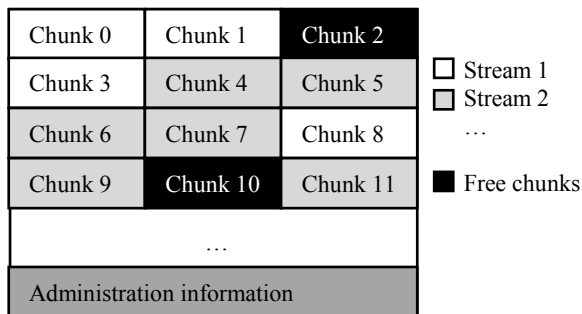 Chunk 0 Chunk 1 Chunk 2
Chunk 3 Chunk 4 Chunk 5
Chunk 6 Chunk 7 Chunk 8
Chunk 9 Chunk 10 Chunk 11
…
Administration information
Stream 1
Stream 2
…
Free chunks